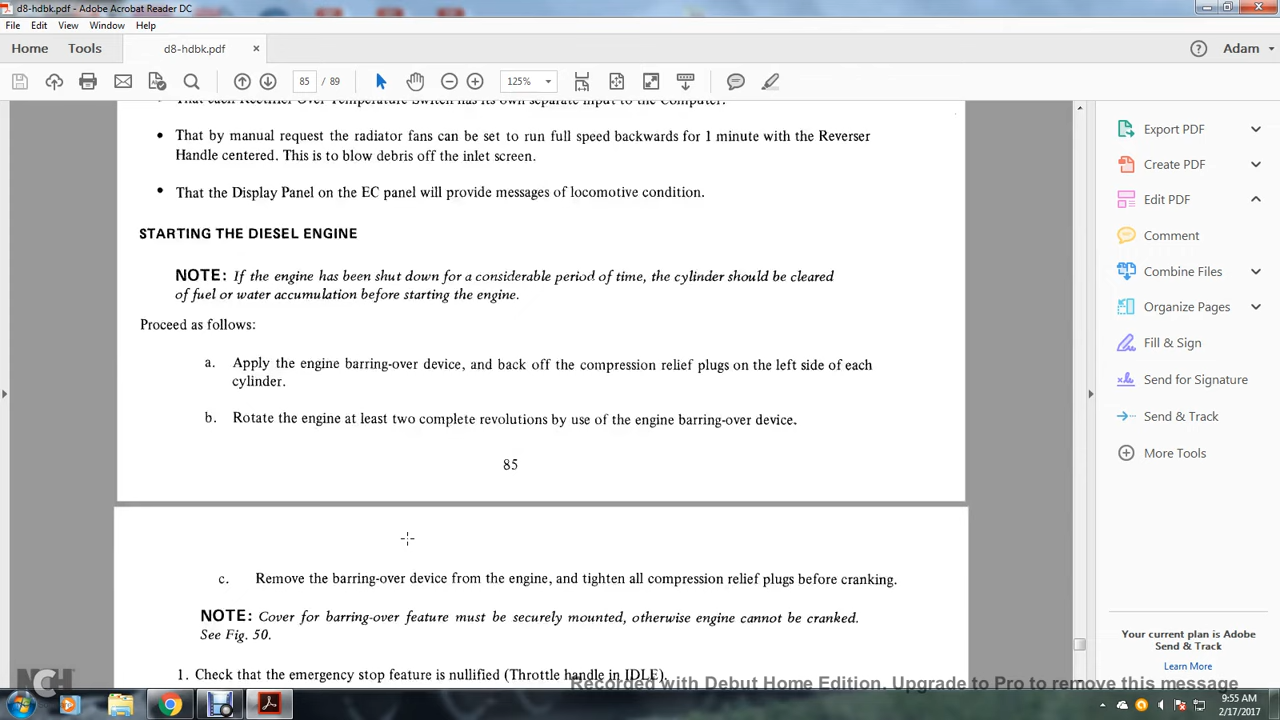 d8-hdbk.pdf - Adobe Acrobat Reader DC
File Edit View Window Help
Home Tools d8-hdbk.pdf × ? Adam
85 / 89 125%
That each Rectifier Over Temperature Switch has its own separate input to the Computer.
• That by manual request the radiator fans can be set to run full speed backwards for 1 minute with the Reverser
Handle centered. This is to blow debris off the inlet screen.
• That the Display Panel on the EC panel will provide messages of locomotive condition.
STARTING THE DIESEL ENGINE
NOTE: If the engine has been shut down for a considerable period of time, the cylinder should be cleared
of fuel or water accumulation before starting the engine.
Proceed as follows:
a. Apply the engine barring-over device, and back off the compression relief plugs on the left side of each
cylinder.
b. Rotate the engine at least two complete revolutions by use of the engine barring-over device.
85
c. Remove the barring-over device from the engine, and tighten all compression relief plugs before cranking.
NOTE: Cover for barring-over feature must be securely mounted, otherwise engine cannot be cranked.
See Fig. 50.
1. Check that the emergency stop feature is nullified (Throttle handle in IDLE).
Export PDF
Create PDF
Edit PDF
Comment
Combine Files
Organize Pages
Fill & Sign
Send for Signature
Send & Track
More Tools
Your current plan is Adobe
Send & Track
Learn More
NCH
Recorded with Debut Home Edition. Upgrade to Pro to remove this message
9:55 AM
2/17/2017